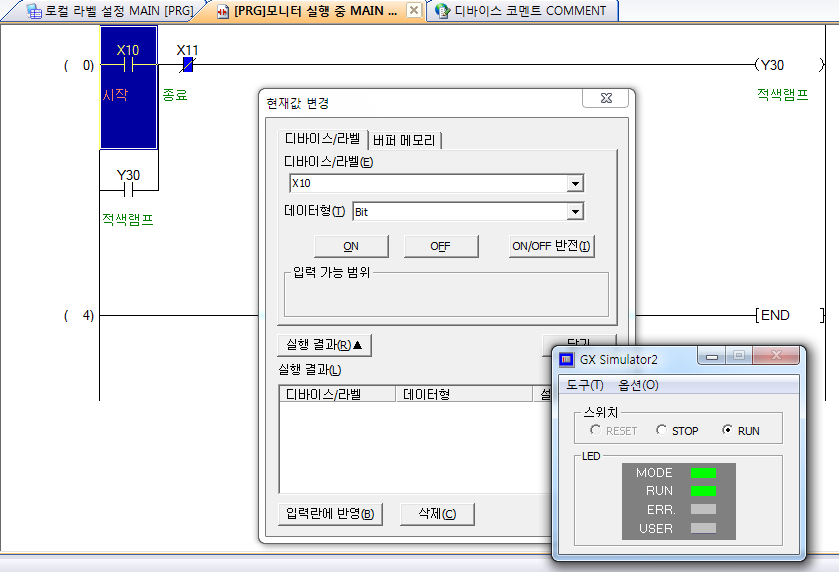 로컬 라벨 설정 MAIN [PRG]
[PRG]모니터 실행 중 MAIN ...
디바이스 코멘트 COMMENT
( 0)
X10
X11
(Y30 )
시작
종료
적색램프
Y30
적색램프
( 4)
[END ]
현재값 변경
디바이스/라벨
버퍼 메모리
디바이스/라벨(E)
X10
데이터형(T)
Bit
ON
OFF
ON/OFF 반전(I)
입력 가능 범위
실행 결과(R)▲
실행 결과(L)
디바이스/라벨
데이터형
입력란에 반영(B)
삭제(C)
GX Simulator2
도구(T) 옵션(O)
스위치
RESET STOP RUN
LED
MODE
RUN
ERR.
USER